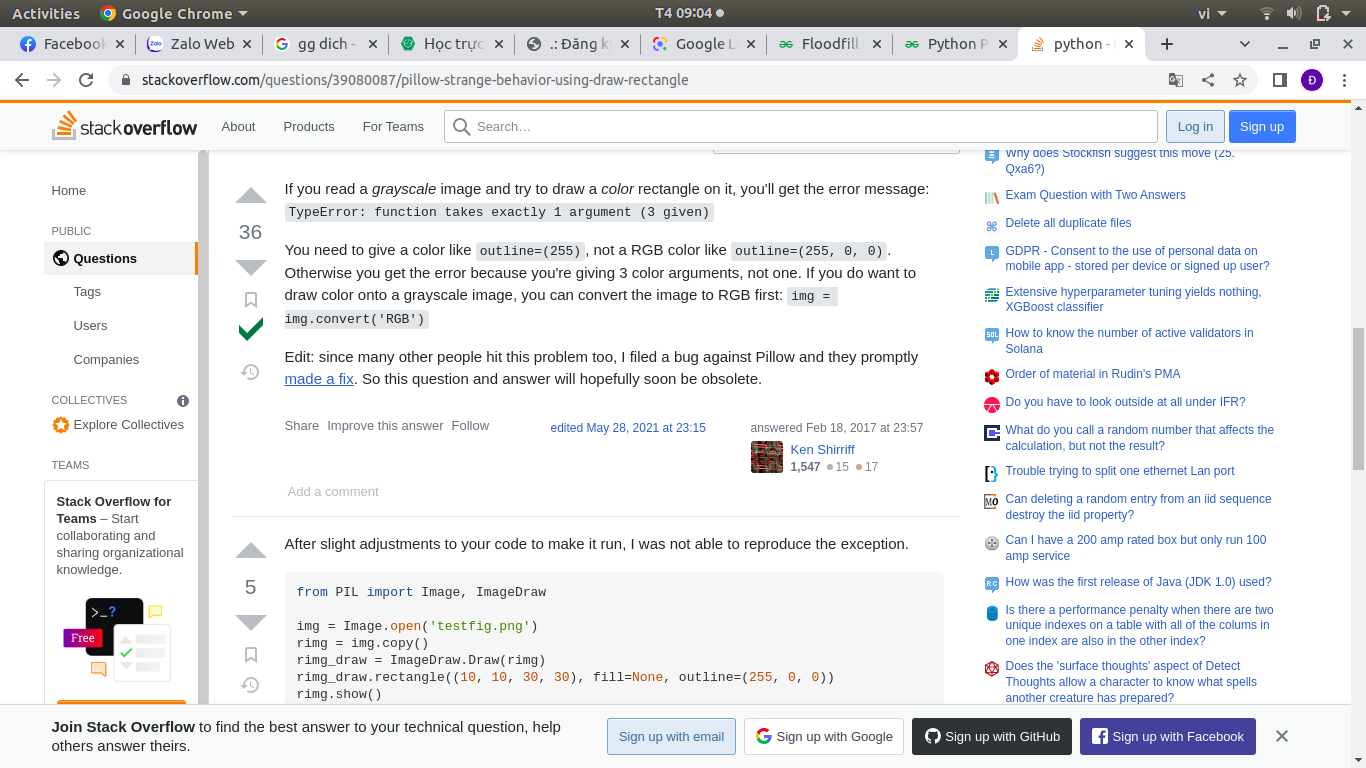 Activities
Google Chrome
T4 09:04
vi
Facebook
Zalo Web
gg dich -
Học trực
.: Đăng k
Google L
Floodfill
Python P
python -
stackoverflow.com/questions/39080087/pillow-strange-behavior-using-draw-rectangle
Đ
stackoverflow
About
Products
For Teams
Search…
Log in
Sign up
Home
PUBLIC
Questions
Tags
Users
Companies
COLLECTIVES
Explore Collectives
TEAMS
Stack Overflow for
Teams – Start
collaborating and
sharing organizational
knowledge.
>_?
Free
36
If you read a grayscale image and try to draw a color rectangle on it, you'll get the error message:
TypeError: function takes exactly 1 argument (3 given)
You need to give a color like outline=(255), not a RGB color like outline=(255, 0, 0).
Otherwise you get the error because you're giving 3 color arguments, not one. If you do want to
draw color onto a grayscale image, you can convert the image to RGB first: img =
img.convert('RGB')
Edit: since many other people hit this problem too, I filed a bug against Pillow and they promptly
made a fix. So this question and answer will hopefully soon be obsolete.
Share Improve this answer Follow
edited May 28, 2021 at 23:15
answered Feb 18, 2017 at 23:57
Ken Shirriff
1,547 15 17
Add a comment
5
After slight adjustments to your code to make it run, I was not able to reproduce the exception.
from PIL import Image, ImageDraw
img = Image.open('testfig.png')
rimg = img.copy()
rimg_draw = ImageDraw.Draw(rimg)
rimg_draw.rectangle((10, 10, 30, 30), fill=None, outline=(255, 0, 0))
rimg.show()
Why does Stockfish suggest this move (25.
Qxa6?)
Exam Question with Two Answers
Delete all duplicate files
GDPR - Consent to the use of personal data on
mobile app - stored per device or signed up user?
Extensive hyperparameter tuning yields nothing,
XGBoost classifier
How to know the number of active validators in
Solana
Order of material in Rudin's PMA
Do you have to look outside at all under IFR?
What do you call a random number that affects the
calculation, but not the result?
Trouble trying to split one ethernet Lan port
Can deleting a random entry from an iid sequence
destroy the iid property?
Can I have a 200 amp rated box but only run 100
amp service
How was the first release of Java (JDK 1.0) used?
Is there a performance penalty when there are two
unique indexes on a table with all of the colums in
one index are also in the other index?
Does the 'surface thoughts' aspect of Detect
Thoughts allow a character to know what spells
another creature has prepared?
Join Stack Overflow to find the best answer to your technical question, help
others answer theirs.
Sign up with email
Sign up with Google
Sign up with GitHub
Sign up with Facebook